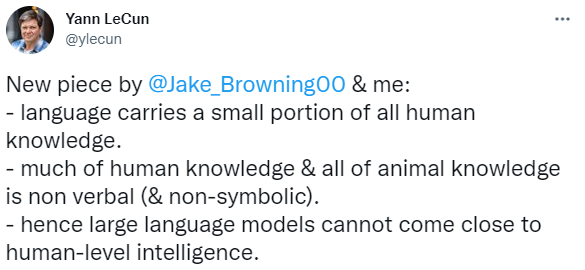 Yann LeCun
@ylecun
New piece by @Jake_Browning00 & me:
- language carries a small portion of all human
knowledge.
- much of human knowledge & all of animal knowledge
is non verbal (& non-symbolic).
- hence large language models cannot come close to
human-level intelligence.